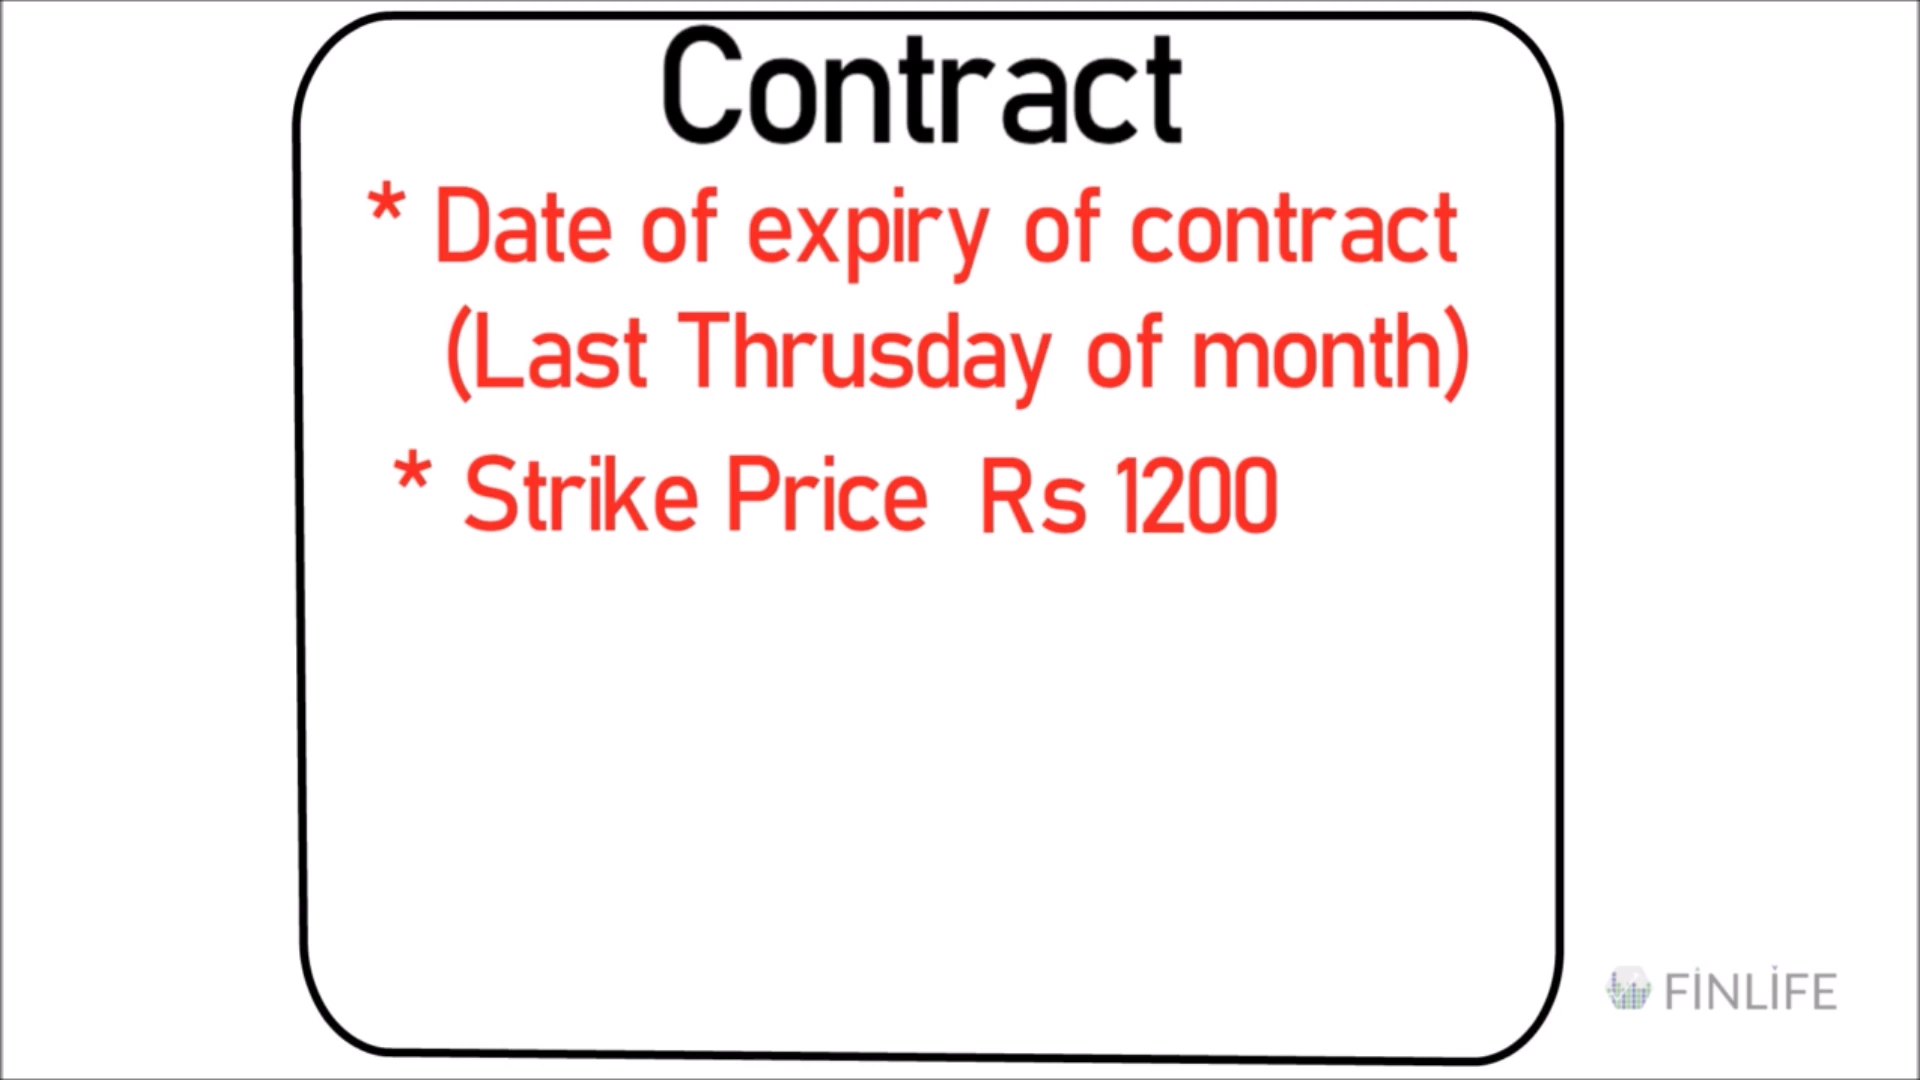 Contract
* Date of expiry of contract
(Last Thrusday of month)
* Strike Price Rs 1200
FINLIFE